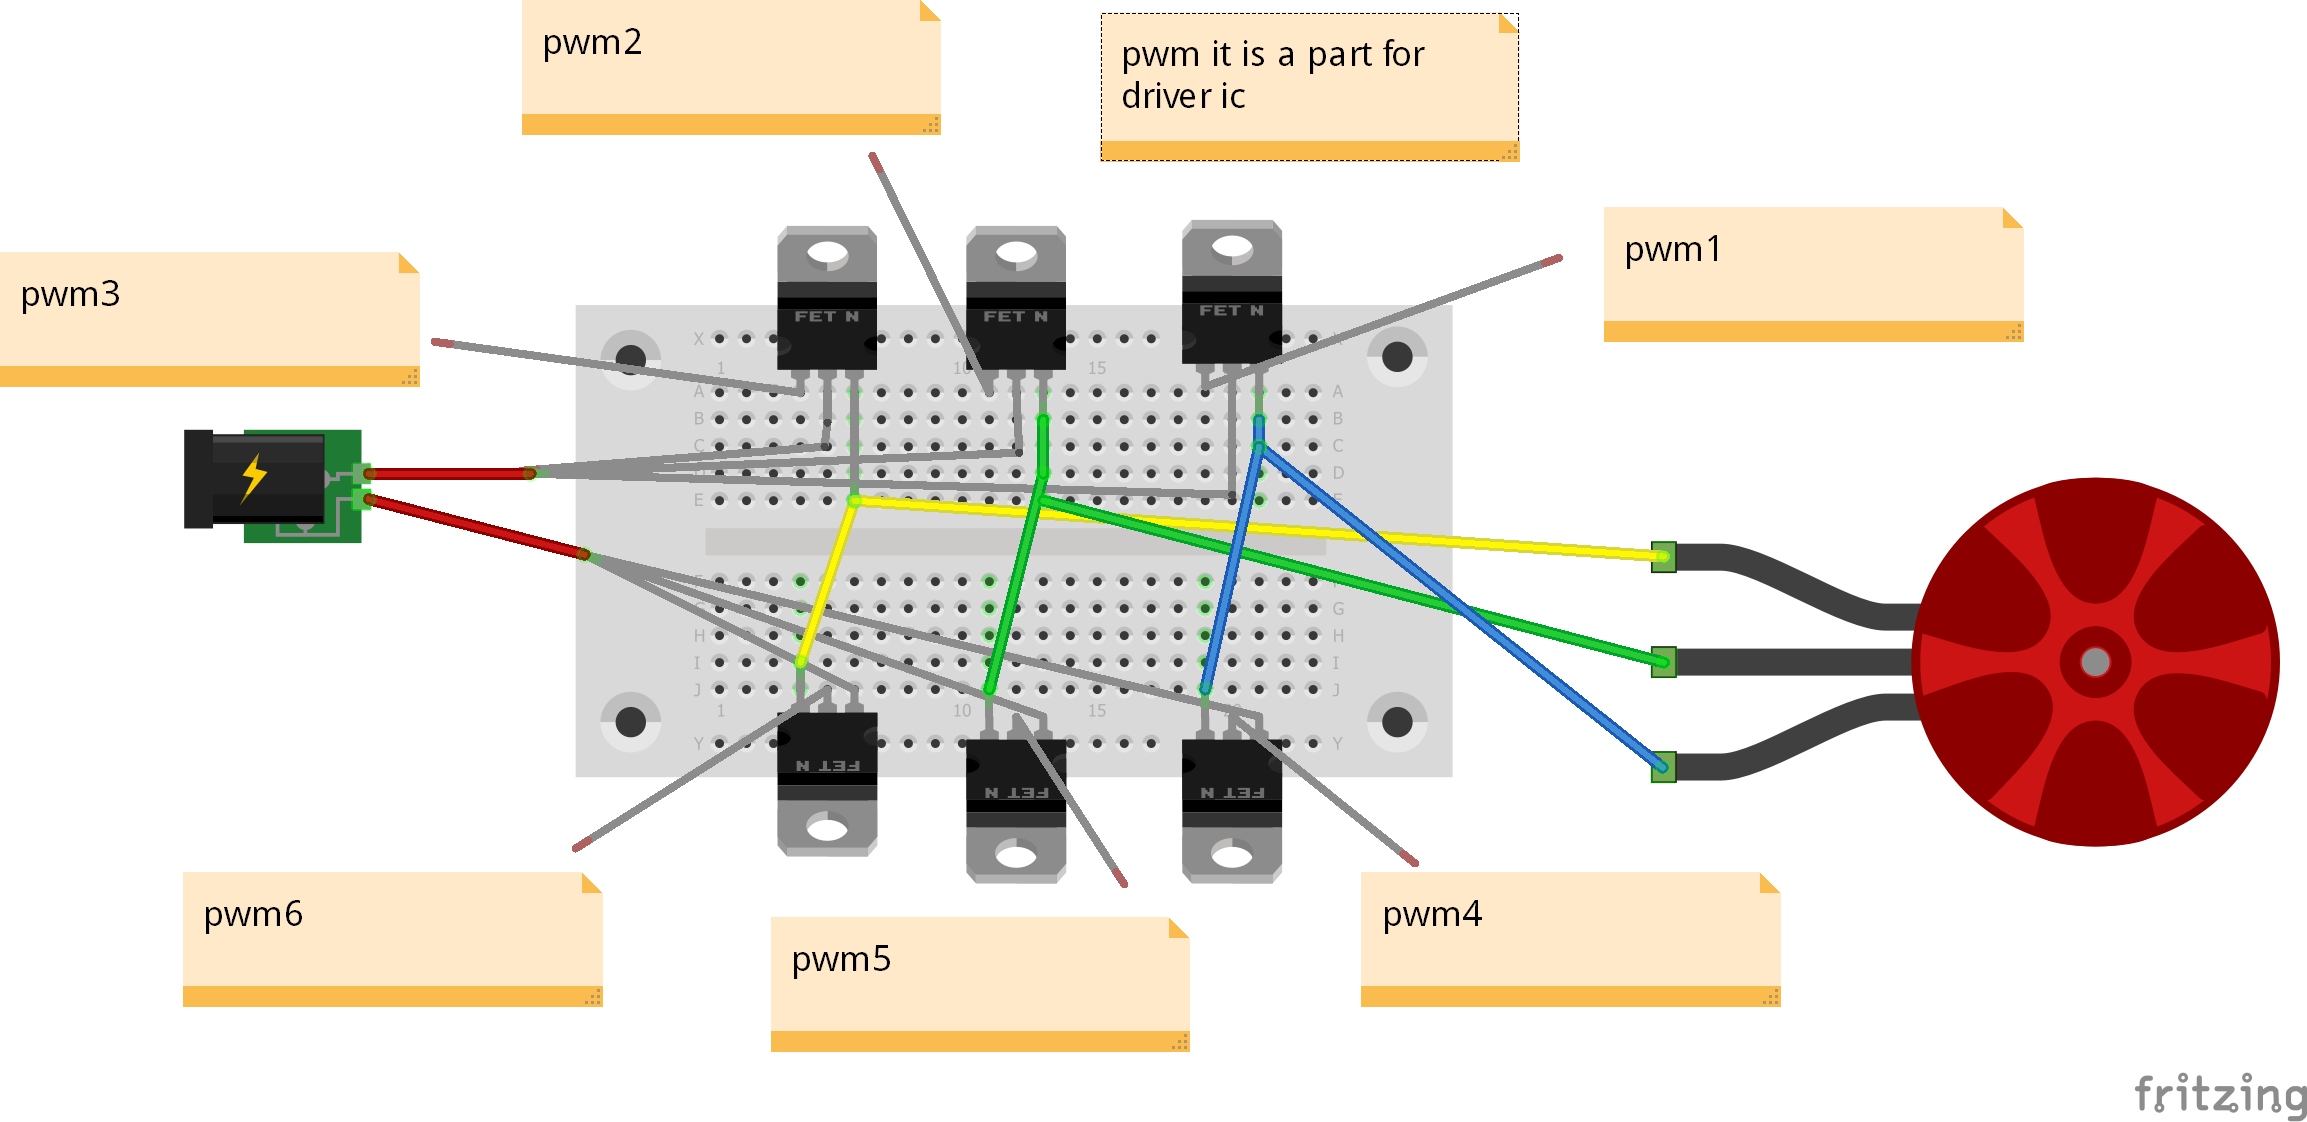 pwm2
pwm it is a part for
driver ic
pwm1
pwm3
FET N
FET N
FET N
X
1
10
15
A
A
B
B
C
C
D
E
G
H
H
I
I
J
J
1
10
15
Y
Y
FET N
FET N
FET N
pwm6
pwm5
pwm4
fritzing